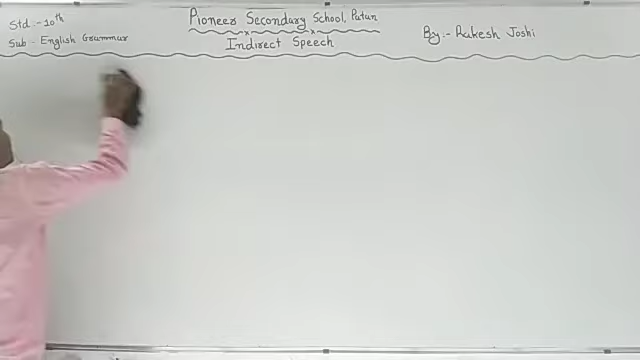 Std - 10th
Sub - English Grammar
Pioneer Secondary School, Patan
Indirect Speech
By:- Rakesh Joshi